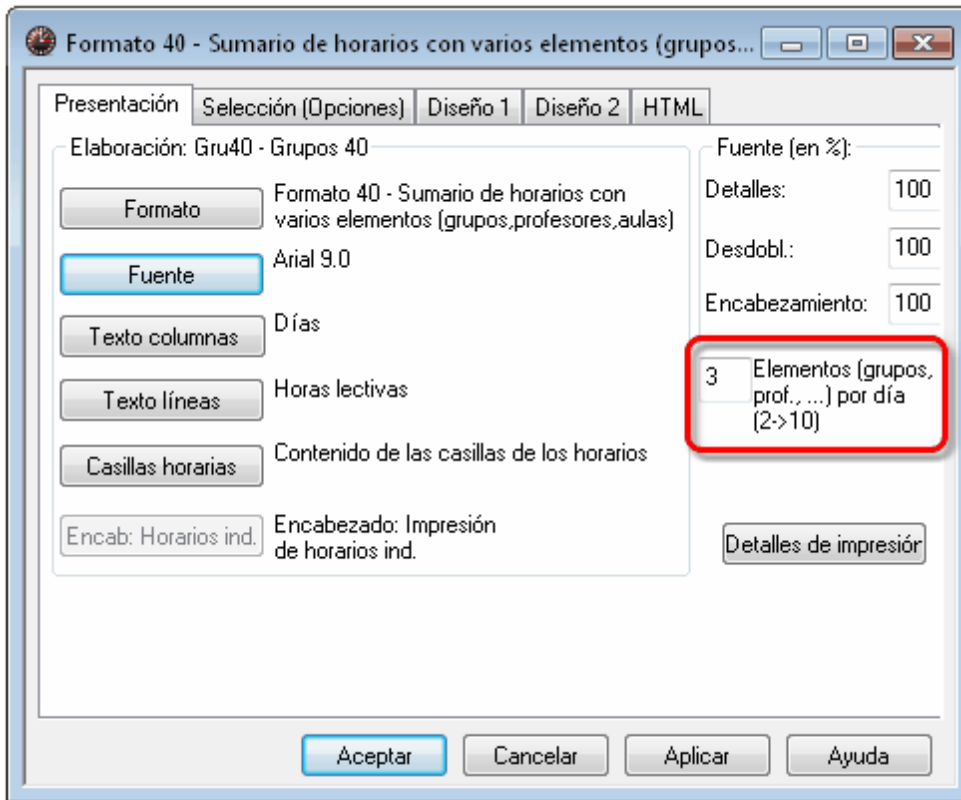 Formato 40 - Sumario de horarios con varios elementos (grupos...
Presentación
Selección (Opciones)
Diseño 1
Diseño 2
HTML
Elaboración: Gru40 - Grupos 40
Formato
Formato 40 - Sumario de horarios con
varios elementos (grupos,profesores,aulas)
Fuente
Arial 9.0
Texto columnas
Días
Texto líneas
Horas lectivas
Casillas horarias
Contenido de las casillas de los horarios
Encab: Horarios ind.
Encabezado: Impresión
de horarios ind.
Fuente (en %):
Detalles:
100
Desdobl.:
100
Encabezamiento:
100
3
Elementos (grupos,
prof., ...) por día
(2->10)
Detalles de impresión
Aceptar
Cancelar
Aplicar
Ayuda